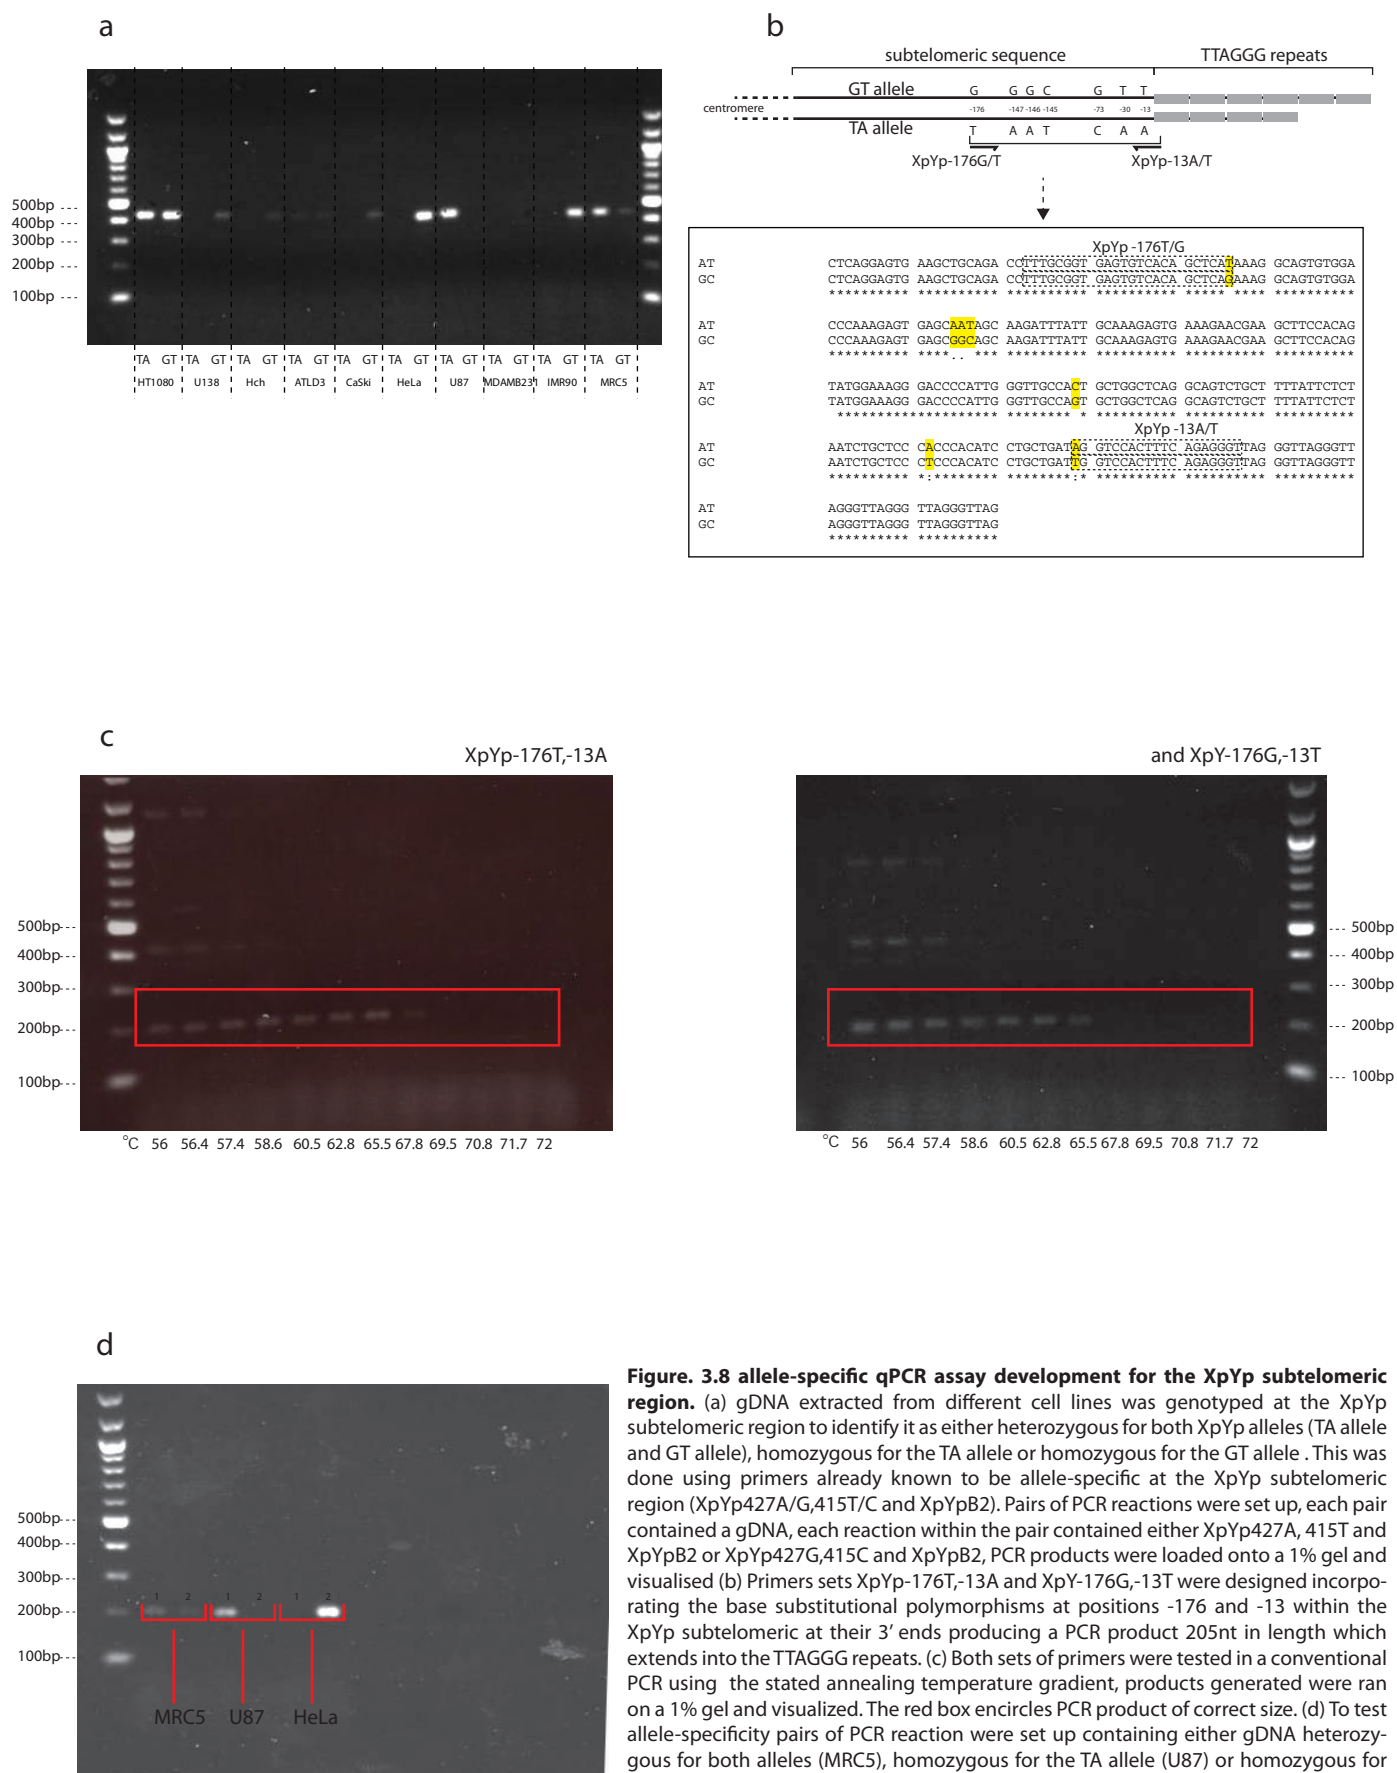 a
500bp ---
400bp ---
300bp ---
200bp ---
100bp ---
TA GT TA GT TA GT TA GT TA GT TA GT TA GT TA GT TA GT TA GT
HT1080 U138 Hch ATLD3 CaSki HeLa U87 MDAMB231 IMR90 MRC5
b
subtelomeric sequence TTAGGG repeats
GT allele G G G C G T T
centromere -176 -147 -146 -145 -73 -30 -13
TA allele T A A T C A A
XpYp-176G/T XpYp-13A/T
XpYp -176T/G
AT CTCAGGAGTG AAGCTGCAGA CCTTTGCGGT GAGTGTCACA GCTCATAAAG GCAGTGTGGA
GC CTCAGGAGTG AAGCTGCAGA CCTTTGCGGT GAGTGTCACA GCTCAGAAAG GCAGTGTGGA
********** ********** ********** ********** ***** **** **********
AT CCCAAAGAGT GAGCAATAGC AAGATTTATT GCAAAGAGTG AAAGAACGAA GCTTCCACAG
GC CCCAAAGAGT GAGCGGCAGC AAGATTTATT GCAAAGAGTG AAAGAACGAA GCTTCCACAG
********** **** .. *** ********** ********** ********** **********
AT TATGGAAAGG GACCCCATTG GGTTGCCACT GCTGGCTCAG GCAGTCTGCT TTTATTCTCT
GC TATGGAAAGG GACCCCATTG GGTTGCCAGT GCTGGCTCAG GCAGTCTGCT TTTATTCTCT
********** ********** ******** * ********** ********** **********
XpYp -13A/T
AT AATCTGCTCC CACCCACATC CTGCTGATAG GTCCACTTTC AGAGGGTTAG GGTTAGGGTT
GC AATCTGCTCC CTCCCACATC CTGCTGATTG GTCCACTTTC AGAGGGTTAG GGTTAGGGTT
********** *:******** ********:* ********** ********** **********
AT AGGGTTAGGG TTAGGGTTAG
GC AGGGTTAGGG TTAGGGTTAG
********** **********
c
XpYp-176T,-13A
500bp---
400bp---
300bp---
200bp---
100bp---
°C 56 56.4 57.4 58.6 60.5 62.8 65.5 67.8 69.5 70.8 71.7 72
and XpY-176G,-13T
--- 500bp
--- 400bp
--- 300bp
--- 200bp
--- 100bp
°C 56 56.4 57.4 58.6 60.5 62.8 65.5 67.8 69.5 70.8 71.7 72
d
500bp---
400bp---
300bp---
200bp---
100bp---
1 2 1 2 1 2
MRC5 U87 HeLa
Figure. 3.8 allele-specific qPCR assay development for the XpYp subtelomeric
region. (a) gDNA extracted from different cell lines was genotyped at the XpYp
subtelomeric region to identify it as either heterozygous for both XpYp alleles (TA allele
and GT allele), homozygous for the TA allele or homozygous for the GT allele . This was
done using primers already known to be allele-specific at the XpYp subtelomeric
region (XpYp427A/G,415T/C and XpYpB2). Pairs of PCR reactions were set up, each pair
contained a gDNA, each reaction within the pair contained either XpYp427A, 415T and
XpYpB2 or XpYp427G,415C and XpYpB2, PCR products were loaded onto a 1% gel and
visualised (b) Primers sets XpYp-176T,-13A and XpY-176G,-13T were designed incorpo-
rating the base substitutional polymorphisms at positions -176 and -13 within the
XpYp subtelomeric at their 3’ ends producing a PCR product 205nt in length which
extends into the TTAGGG repeats. (c) Both sets of primers were tested in a conventional
PCR using the stated annealing temperature gradient, products generated were ran
on a 1% gel and visualized. The red box encircles PCR product of correct size. (d) To test
allele-specificity pairs of PCR reaction were set up containing either gDNA heterozy-
gous for both alleles (MRC5), homozygous for the TA allele (U87) or homozygous for